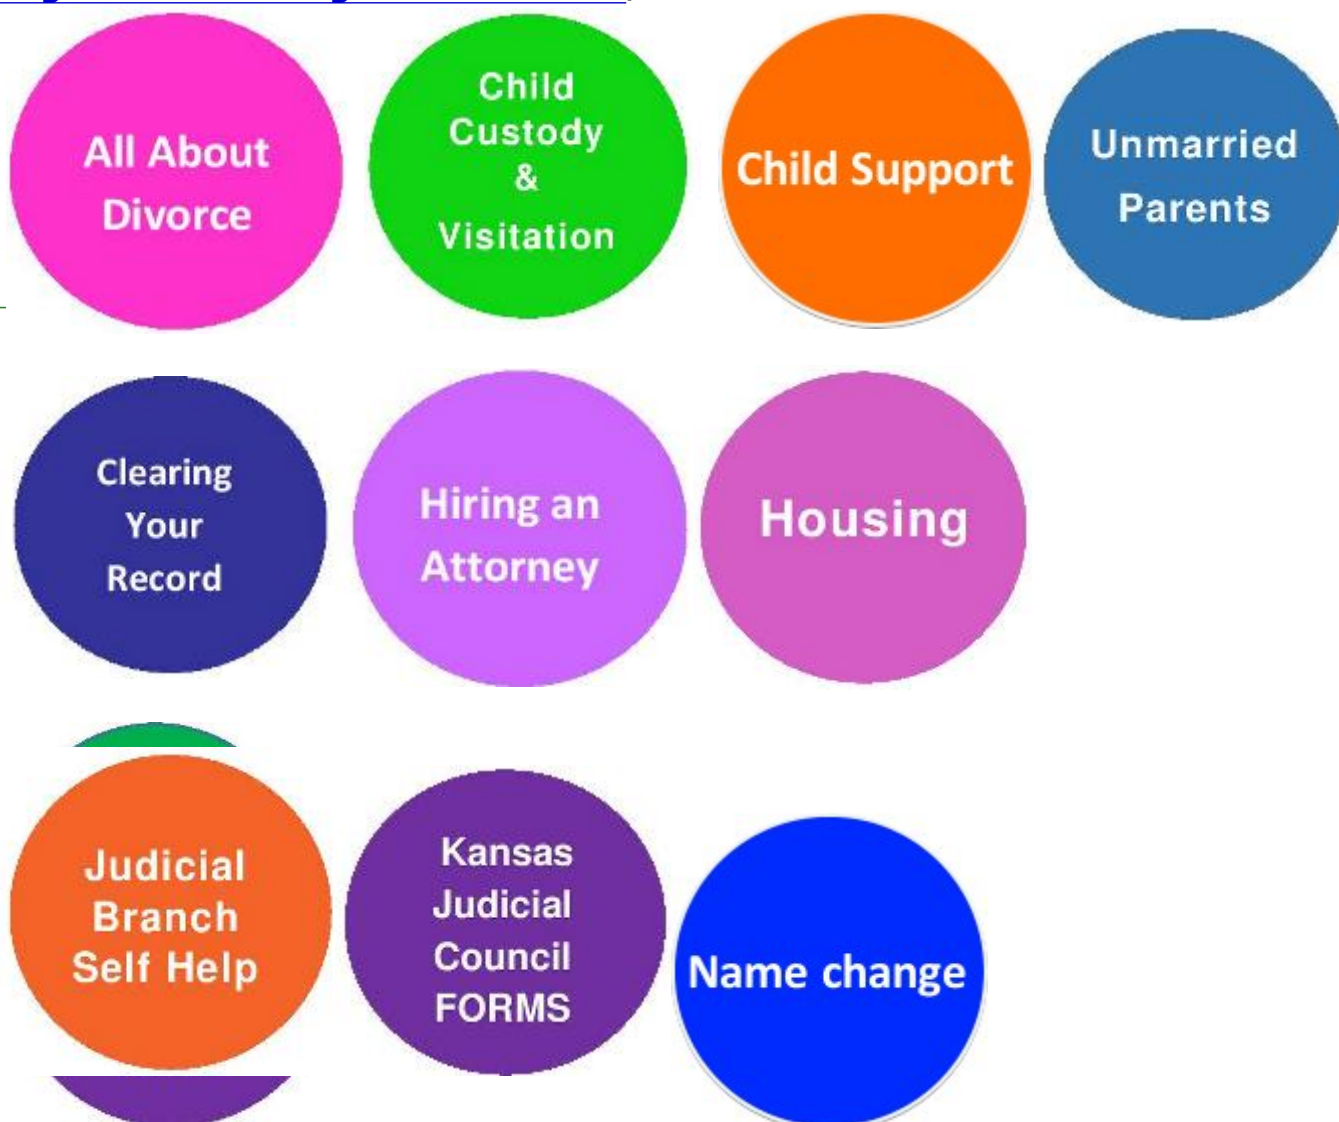 All About
Divorce
Child
Custody
&
Visitation
Child Support
Unmarried
Parents
Clearing
Your
Record
Hiring an
Attorney
Housing
Judicial
Branch
Self Help
Kansas
Judicial
Council
FORMS
Name change